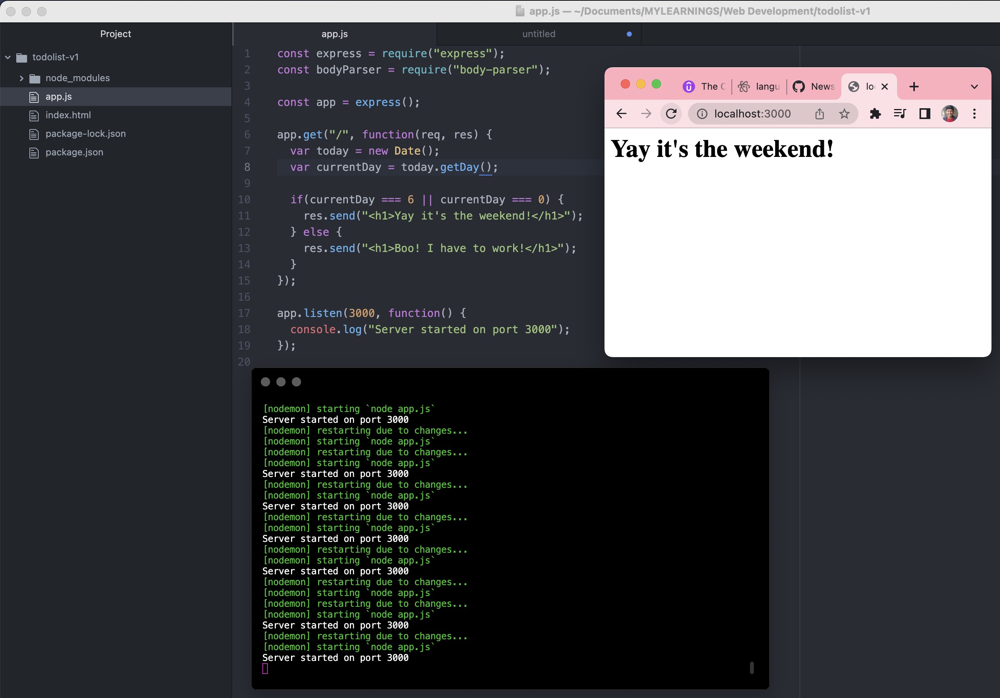 app.js — ~/Documents/MYLEARNINGS/Web Development/todolist-v1
Project
todolist-v1
node_modules
app.js
index.html
package-lock.json
package.json
app.js
untitled
1 const express = require("express");
2 const bodyParser = require("body-parser");
3
4 const app = express();
5
6 app.get("/", function(req, res) {
7 var today = new Date();
8 var currentDay = today.getDay();
9
10 if(currentDay === 6 || currentDay === 0) {
11 res.send("<h1>Yay it's the weekend!</h1>");
12 } else {
13 res.send("<h1>Boo! I have to work!</h1>");
14 }
15 });
16
17 app.listen(3000, function() {
18 console.log("Server started on port 3000");
19 });
20
The C
langu
News
lo
localhost:3000
Yay it's the weekend!
[nodemon] starting `node app.js`
Server started on port 3000
[nodemon] restarting due to changes...
[nodemon] starting `node app.js`
[nodemon] restarting due to changes...
[nodemon] starting `node app.js`
Server started on port 3000
[nodemon] restarting due to changes...
[nodemon] starting `node app.js`
Server started on port 3000
[nodemon] restarting due to changes...
[nodemon] starting `node app.js`
Server started on port 3000
[nodemon] restarting due to changes...
[nodemon] starting `node app.js`
Server started on port 3000
[nodemon] restarting due to changes...
[nodemon] starting `node app.js`
[nodemon] restarting due to changes...
[nodemon] starting `node app.js`
Server started on port 3000
[nodemon] restarting due to changes...
[nodemon] starting `node app.js`
Server started on port 3000